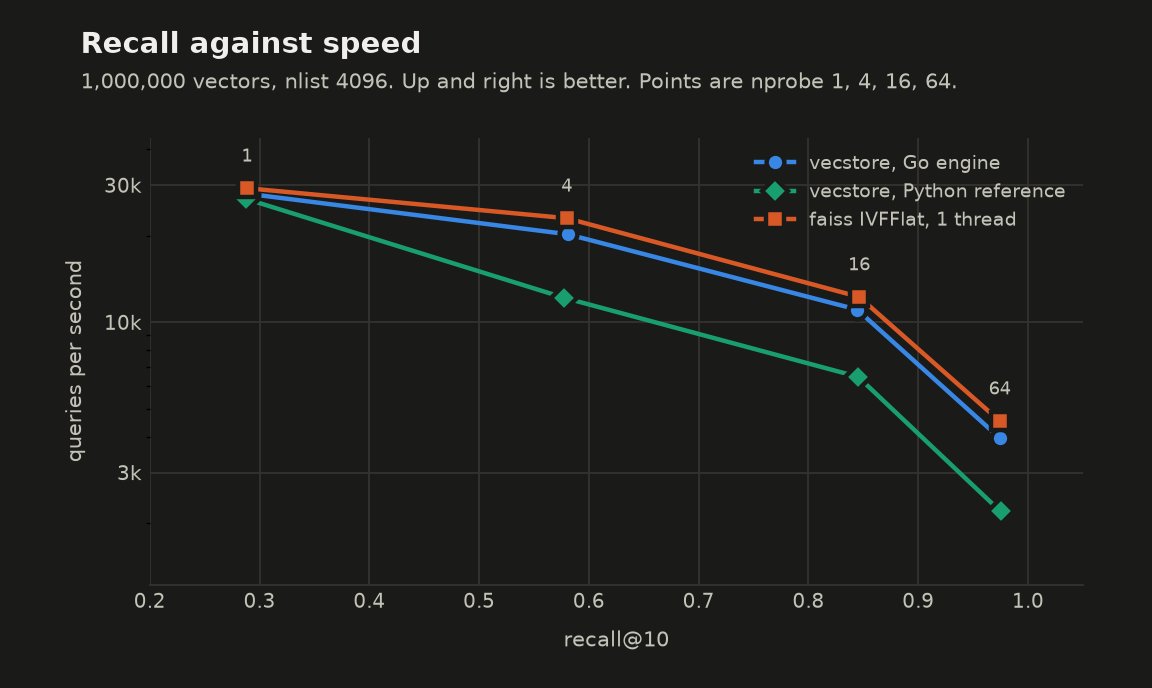 Recall against speed
1,000,000 vectors, nlist 4096. Up and right is better. Points are nprobe 1, 4, 16, 64.
vecstore, Go engine
vecstore, Python reference
faiss IVFFlat, 1 thread
1
4
16
64
queries per second
30k
10k
3k
0.2 0.3 0.4 0.5 0.6 0.7 0.8 0.9 1.0
recall@10